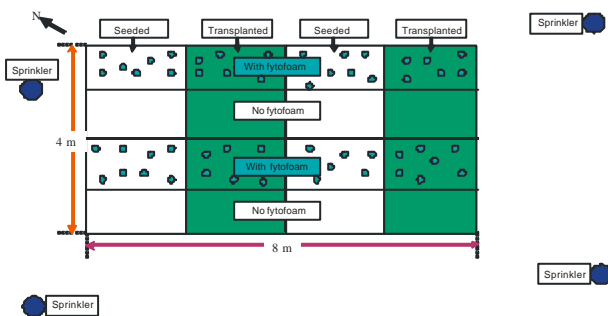 N
Seeded
Transplanted
Seeded
Transplanted
Sprinkler
Sprinkler
With fytofoam
No fytofoam
4 m
With fytofoam
No fytofoam
8 m
Sprinkler
Sprinkler